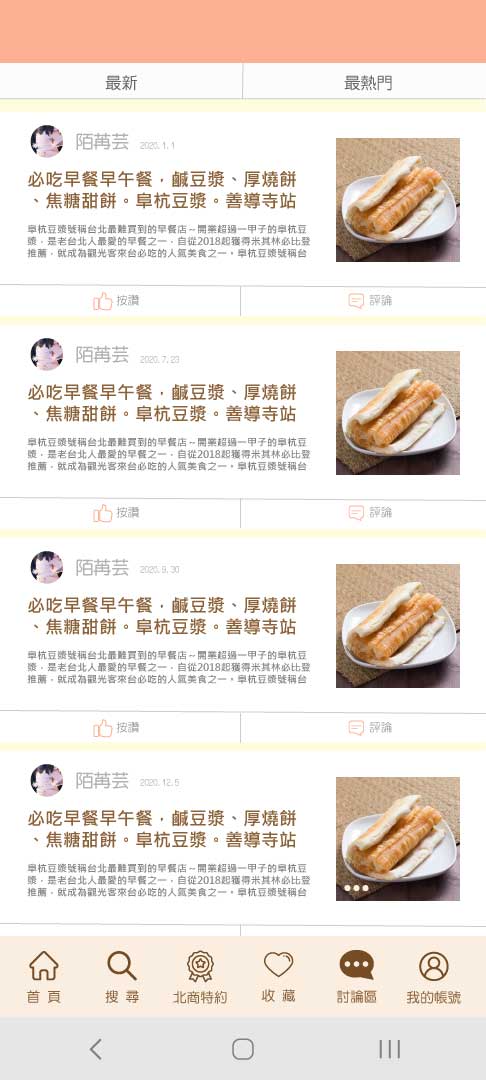 最新
最熱門
陌苒芸
2020.1.1
必吃早餐早午餐，鹹豆漿、厚燒餅
、焦糖甜餅。阜杭豆漿。善導寺站
阜杭豆漿號稱台北最難買到的早餐店～開業超過一甲子的阜杭豆
漿，是老台北人最愛的早餐之一，自從2018起獲得米其林必比登
推薦，就成為觀光客來台必吃的人氣美食之一。阜杭豆漿號稱台
按讚
評論
陌苒芸
2020.7.23
必吃早餐早午餐，鹹豆漿、厚燒餅
、焦糖甜餅。阜杭豆漿。善導寺站
阜杭豆漿號稱台北最難買到的早餐店～開業超過一甲子的阜杭豆
漿，是老台北人最愛的早餐之一，自從2018起獲得米其林必比登
推薦，就成為觀光客來台必吃的人氣美食之一。阜杭豆漿號稱台
按讚
評論
陌苒芸
2020.9.30
必吃早餐早午餐，鹹豆漿、厚燒餅
、焦糖甜餅。阜杭豆漿。善導寺站
阜杭豆漿號稱台北最難買到的早餐店～開業超過一甲子的阜杭豆
漿，是老台北人最愛的早餐之一，自從2018起獲得米其林必比登
推薦，就成為觀光客來台必吃的人氣美食之一。阜杭豆漿號稱台
按讚
評論
陌苒芸
2020.12.5
必吃早餐早午餐，鹹豆漿、厚燒餅
、焦糖甜餅。阜杭豆漿。善導寺站
阜杭豆漿號稱台北最難買到的早餐店～開業超過一甲子的阜杭豆
漿，是老台北人最愛的早餐之一，自從2018起獲得米其林必比登
推薦，就成為觀光客來台必吃的人氣美食之一。阜杭豆漿號稱台
首頁
搜尋
北商特約
收藏
討論區
我的帳號